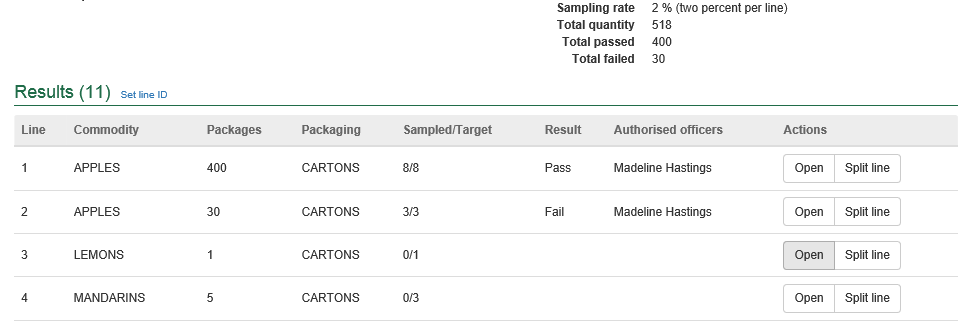 Sampling rate 2 % (two percent per line)
Total quantity 518
Total passed 400
Total failed 30
Results (11) Set line ID
Line Commodity Packages Packaging Sampled/Target Result Authorised officers Actions
1 APPLES 400 CARTONS 8/8 Pass Madeline Hastings Open Split line
2 APPLES 30 CARTONS 3/3 Fail Madeline Hastings Open Split line
3 LEMONS 1 CARTONS 0/1 Open Split line
4 MANDARINS 5 CARTONS 0/3 Open Split line